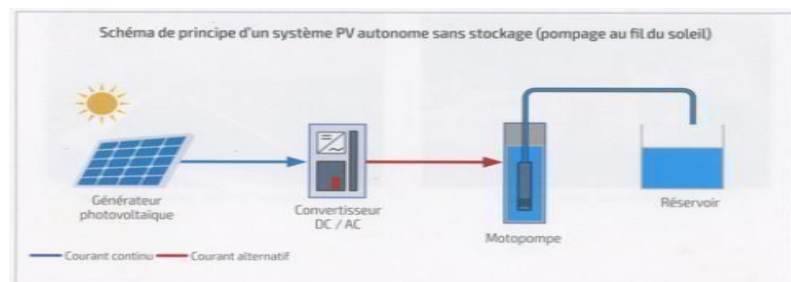 Schéma de principe d'un système PV autonome sans stockage (pompage au fil du soleil)
Générateur
photovoltaïque
Convertisseur
DC / AC
Motopompe
Réservoir
Courant continu
Courant alternatif